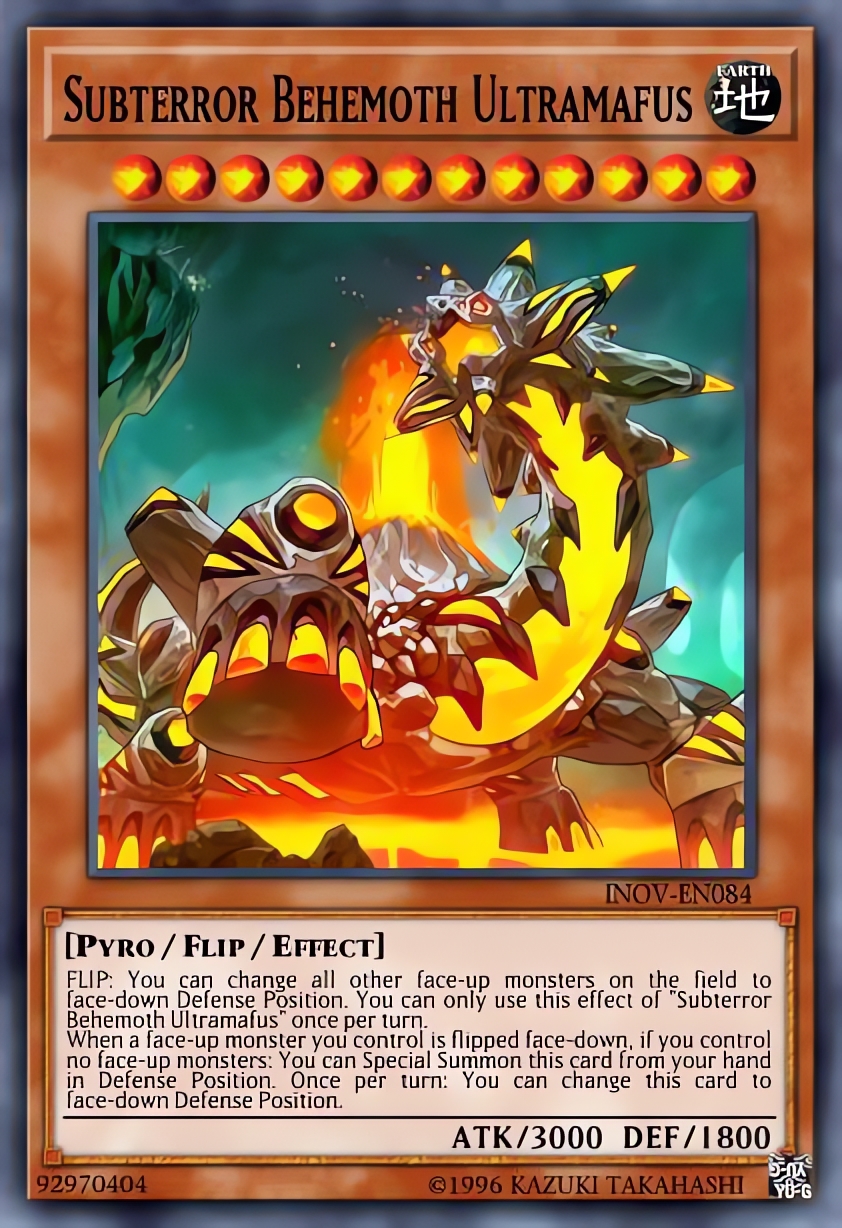 SUBTERROR BEHEMOTH ULTRAMAFUS
EARTH
地
INOV-EN084
[PYRO / FLIP / EFFECT]
FLIP: You can change all other face-up monsters on the field to
face-down Defense Position. You can only use this effect of "Subterror
Behemoth Ultramafus" once per turn.
When a face-up monster you control is flipped face-down, if you control
no face-up monsters: You can Special Summon this card from your hand
in Defense Position. Once per turn: You can change this card to
face-down Defense Position.
ATK/3000 DEF/1800
92970404
©1996 KAZUKI TAKAHASHI